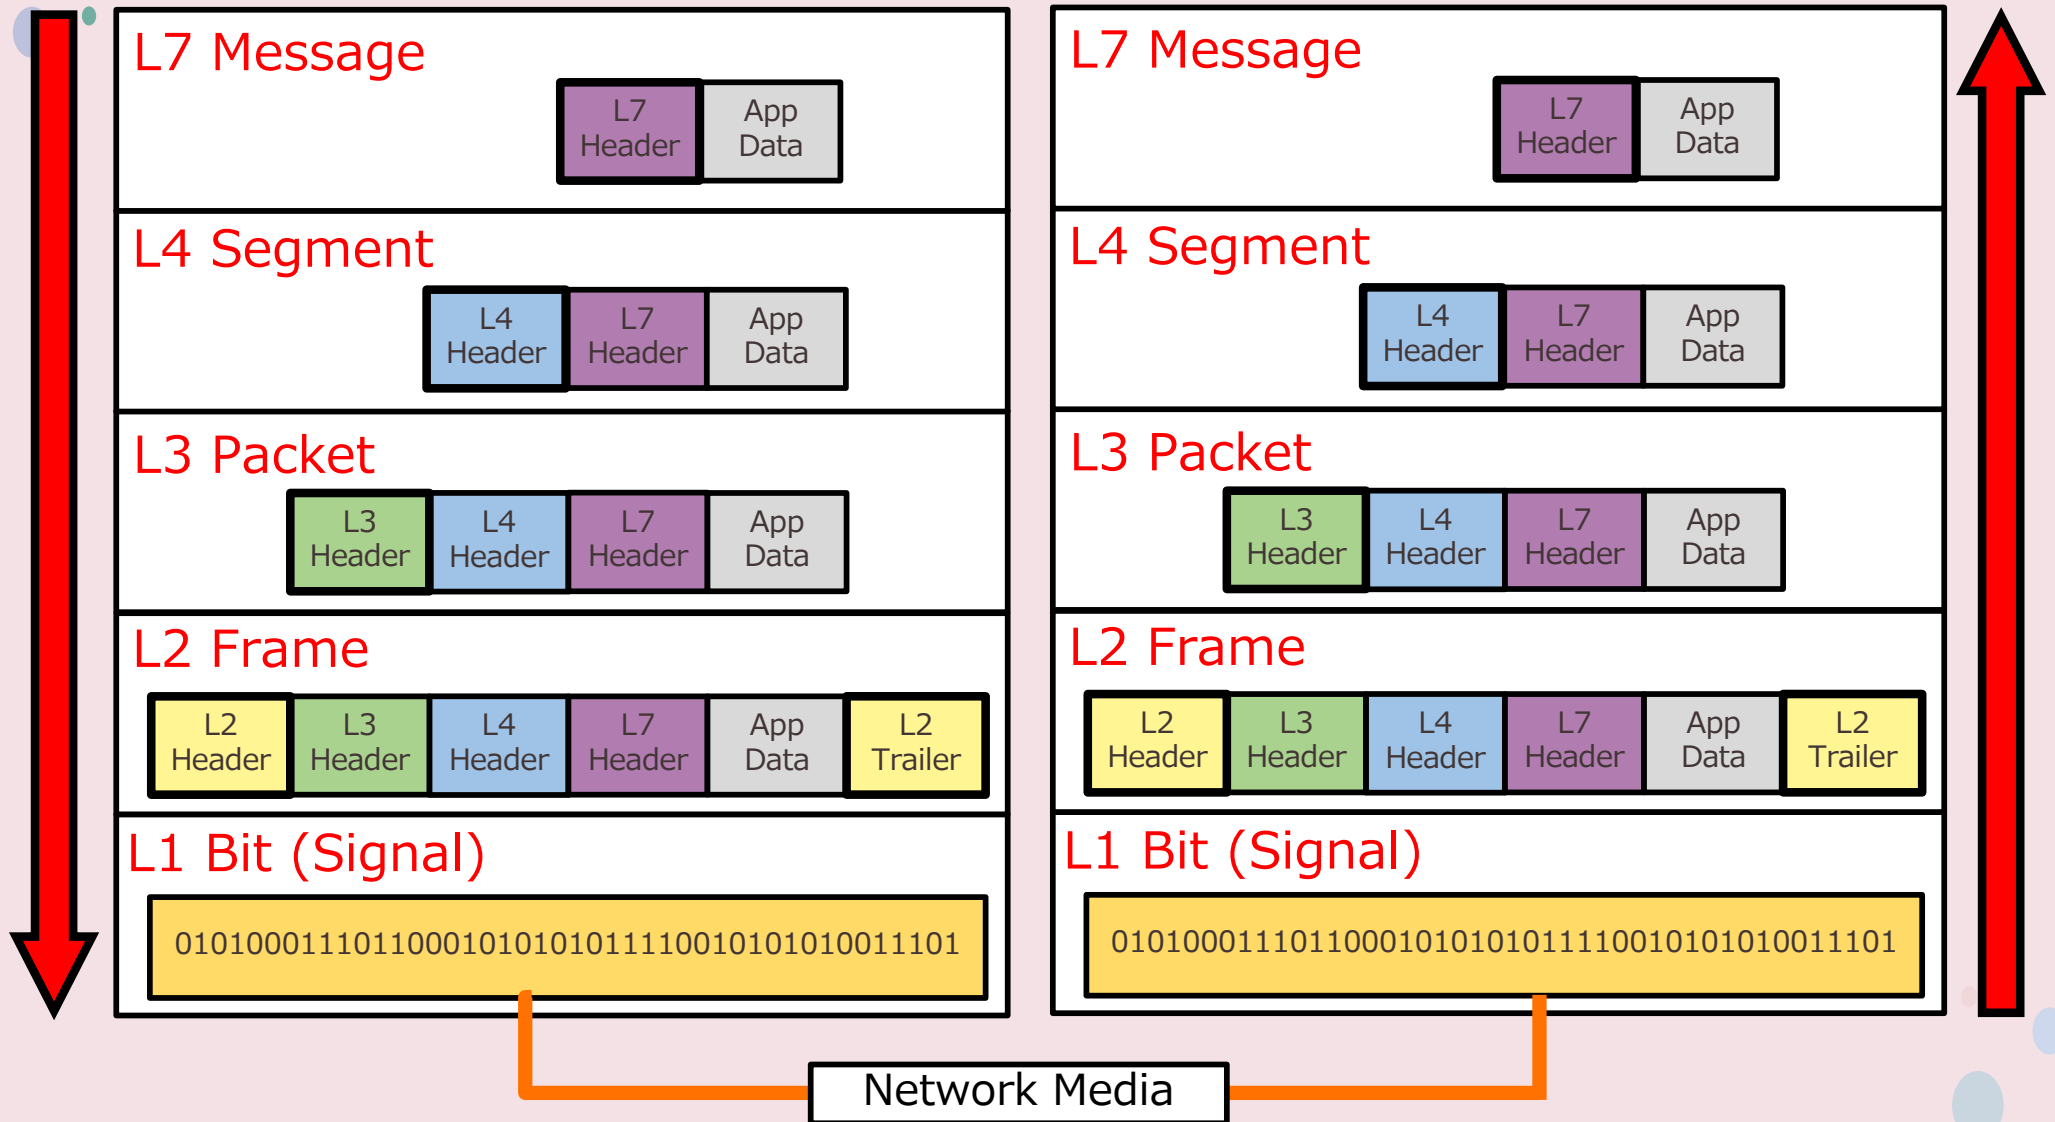 L7 Message
L7 Header
App Data
L4 Segment
L4 Header
L7 Header
App Data
L3 Packet
L3 Header
L4 Header
L7 Header
App Data
L2 Frame
L2 Header
L3 Header
L4 Header
L7 Header
App Data
L2 Trailer
L1 Bit (Signal)
01010001110110001010101011110010101010011101
L7 Message
L7 Header
App Data
L4 Segment
L4 Header
L7 Header
App Data
L3 Packet
L3 Header
L4 Header
L7 Header
App Data
L2 Frame
L2 Header
L3 Header
L4 Header
L7 Header
App Data
L2 Trailer
L1 Bit (Signal)
01010001110110001010101011110010101010011101
Network Media